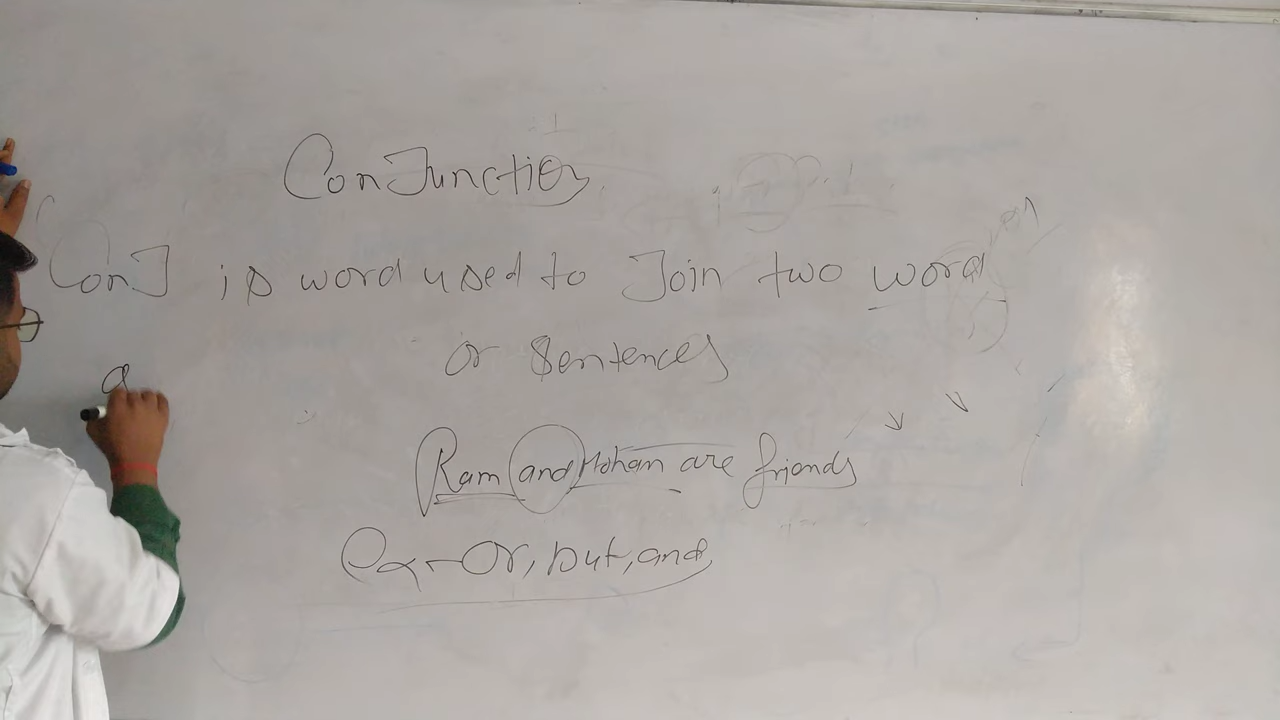 ConJunction
ConJ is word used to Join two word
or Sentences
a
Ram and Mohan are friends
Ex-Or, but, and